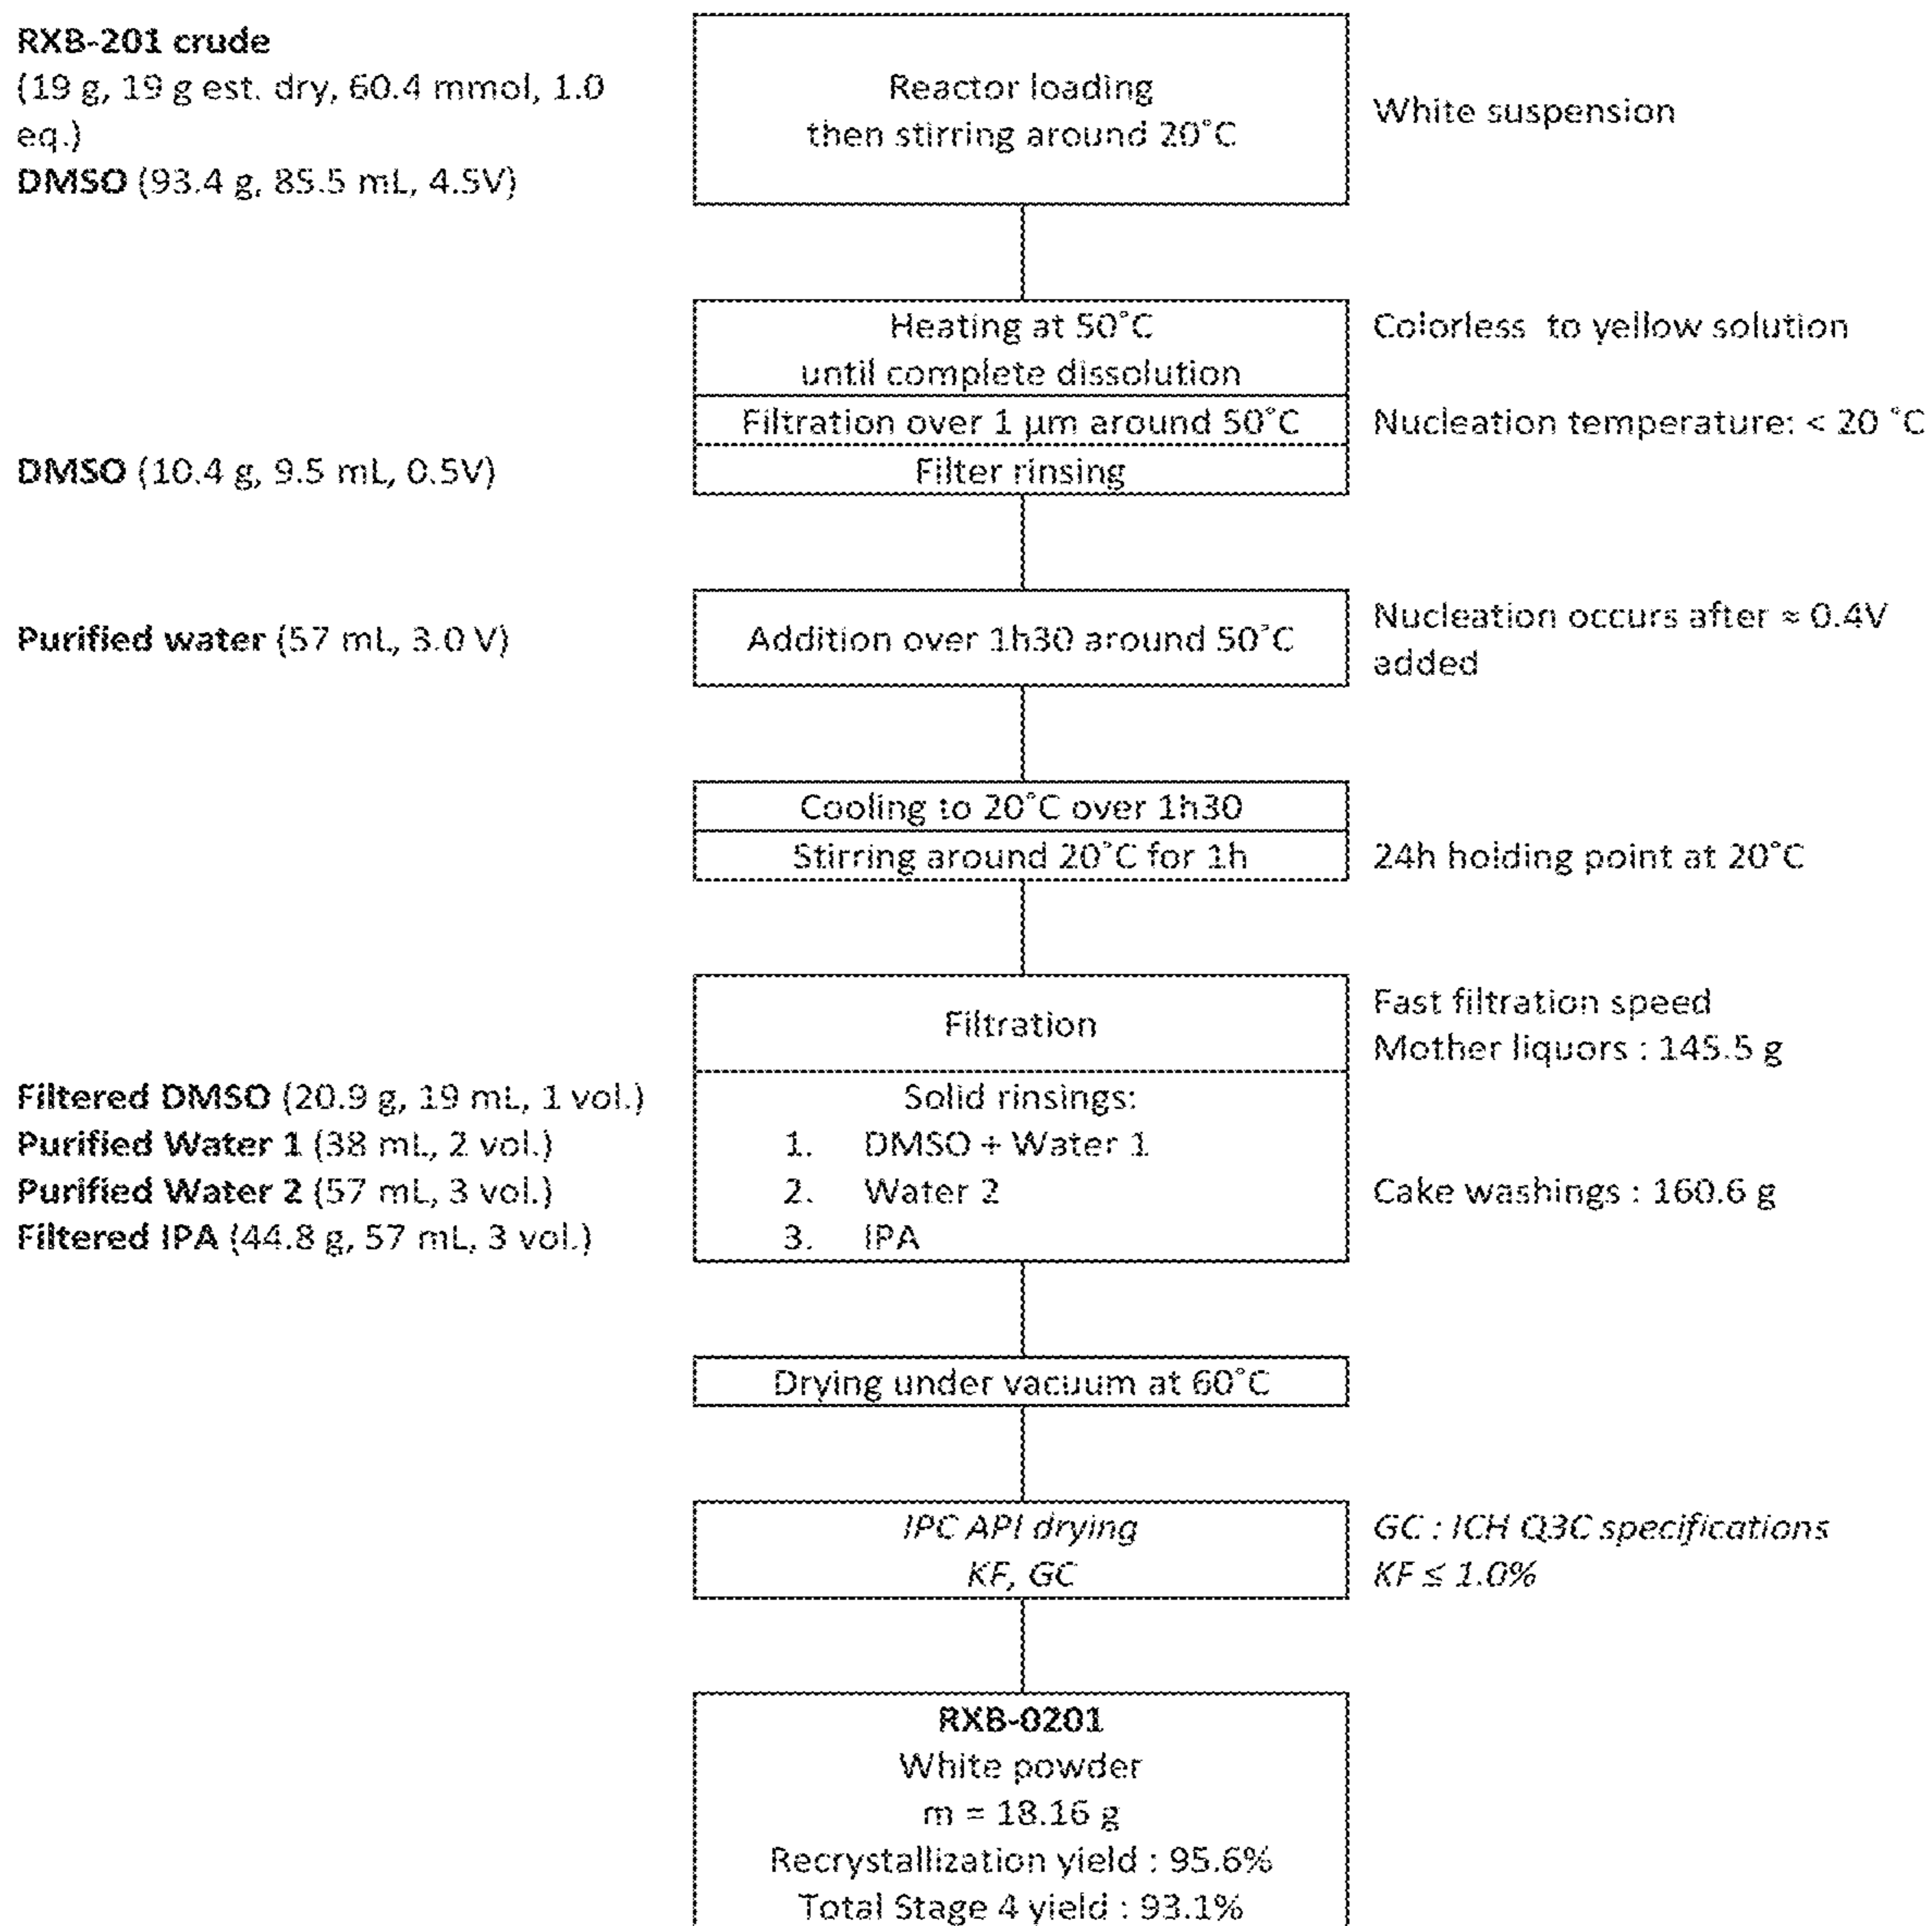 RXB-201 crude
(19 g, 19 g est. dry, 60.4 mmol, 1.0
eq.)
DMSO (93.4 g, 85.5 mL, 4.5V)
Reactor loading
then stirring around 20°C
White suspension
Heating at 50°C
until complete dissolution
Colorless to yellow solution
Filtration over 1 µm around 50°C
Nucleation temperature: < 20 °C
DMSO (10.4 g, 9.5 mL, 0.5V)
Filter rinsing
Purified water (57 mL, 3.0 V)
Addition over 1h30 around 50°C
Nucleation occurs after ≈ 0.4V
added
Cooling to 20°C over 1h30
Stirring around 20°C for 1h
24h holding point at 20°C
Filtration
Fast filtration speed
Mother liquors : 145.5 g
Filtered DMSO (20.9 g, 19 mL, 1 vol.)
Purified Water 1 (38 mL, 2 vol.)
Purified Water 2 (57 mL, 3 vol.)
Filtered IPA (44.8 g, 57 mL, 3 vol.)
Solid rinsings:
1. DMSO + Water 1
2. Water 2
3. IPA
Cake washings : 160.6 g
Drying under vacuum at 60°C
IPC API drying
KF, GC
GC : ICH Q3C specifications
KF ≤ 1.0%
RXB-0201
White powder
m = 18.16 g
Recrystallization yield : 95.6%
Total Stage 4 yield : 93.1%